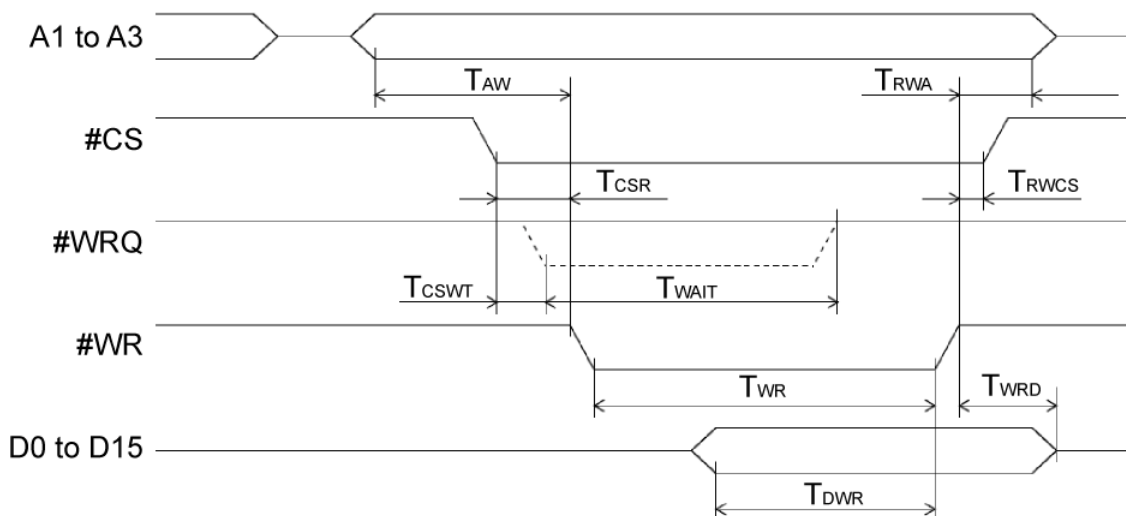 A1 to A3
TAW
TRWA
#CS
TCSR
TRWCS
#WRQ
TCSWT
TWAIT
#WR
TWR
TWRD
D0 to D15
TDWR